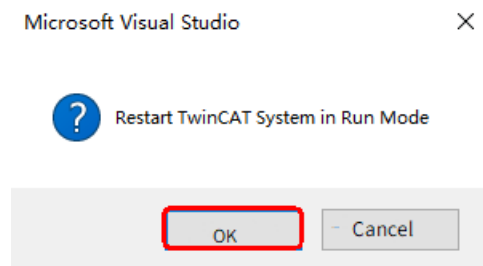 Microsoft Visual Studio
Restart TwinCAT System in Run Mode
OK
Cancel